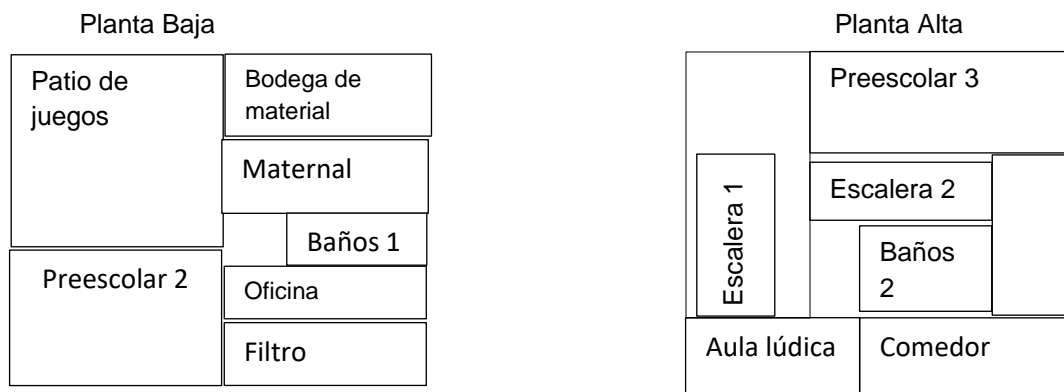 Planta Baja
Patio de
juegos
Bodega de
material
Maternal
Baños 1
Preescolar 2
Oficina
Filtro
Planta Alta
Preescolar 3
Escalera 1
Escalera 2
Baños
2
Aula lúdica
Comedor